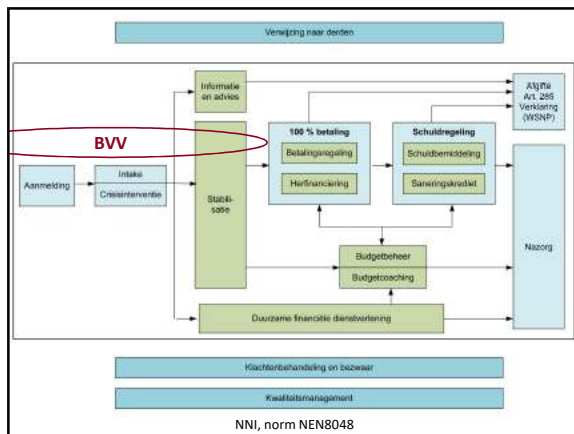 Verwijzing naar derden
Informatie
en advies
Afgifte
Art. 285
Verklaring
(WSNP)
BVV
100 % betaling
Betalingsregeling
Herfinanciering
Schuldregeling
Schuldbemiddeling
Saneringskrediet
Aanmelding
Intake
Crisisinterventie
Stabili-
satie
Budgetbeheer
Budgetcoaching
Nazorg
Duurzame financiële dienstverlening
Klachtenbehandeling en bezwaar
Kwaliteitsmanagement
NNI, norm NEN8048